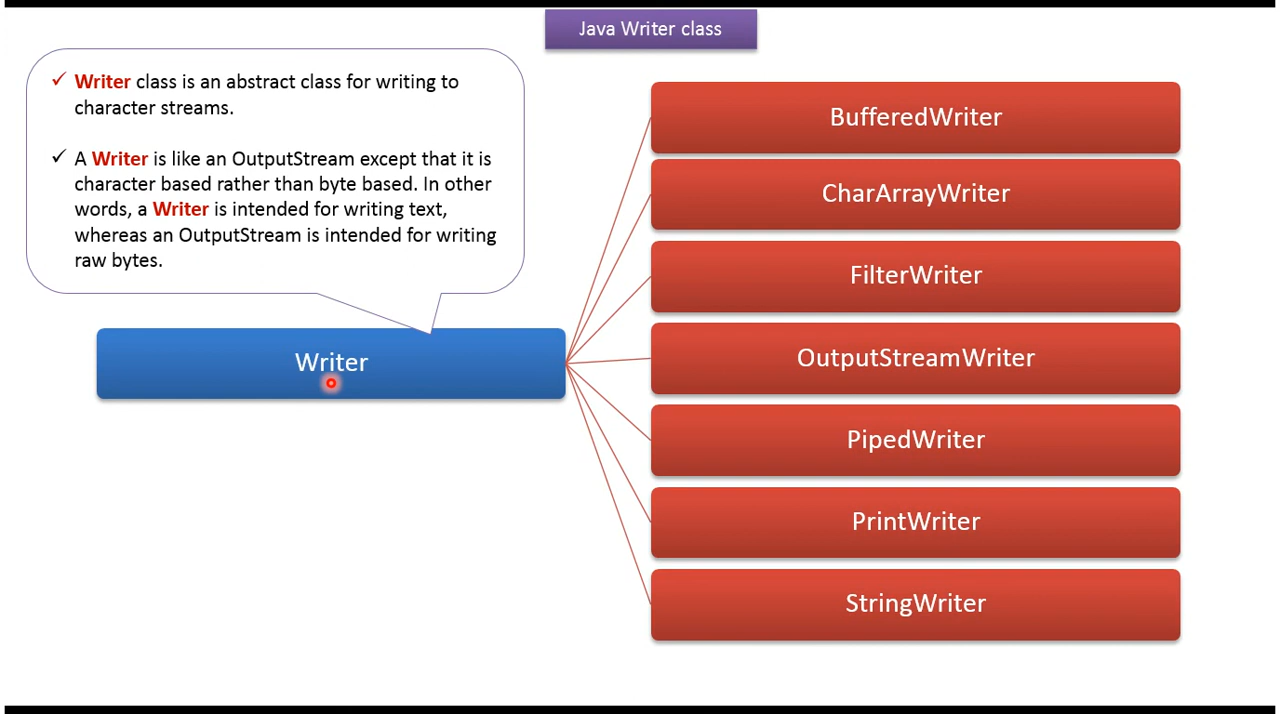 Java Writer class
✓ Writer class is an abstract class for writing to
character streams.
✓ A Writer is like an OutputStream except that it is
character based rather than byte based. In other
words, a Writer is intended for writing text,
whereas an OutputStream is intended for writing
raw bytes.
Writer
BufferedWriter
CharArrayWriter
FilterWriter
OutputStreamWriter
PipedWriter
PrintWriter
StringWriter